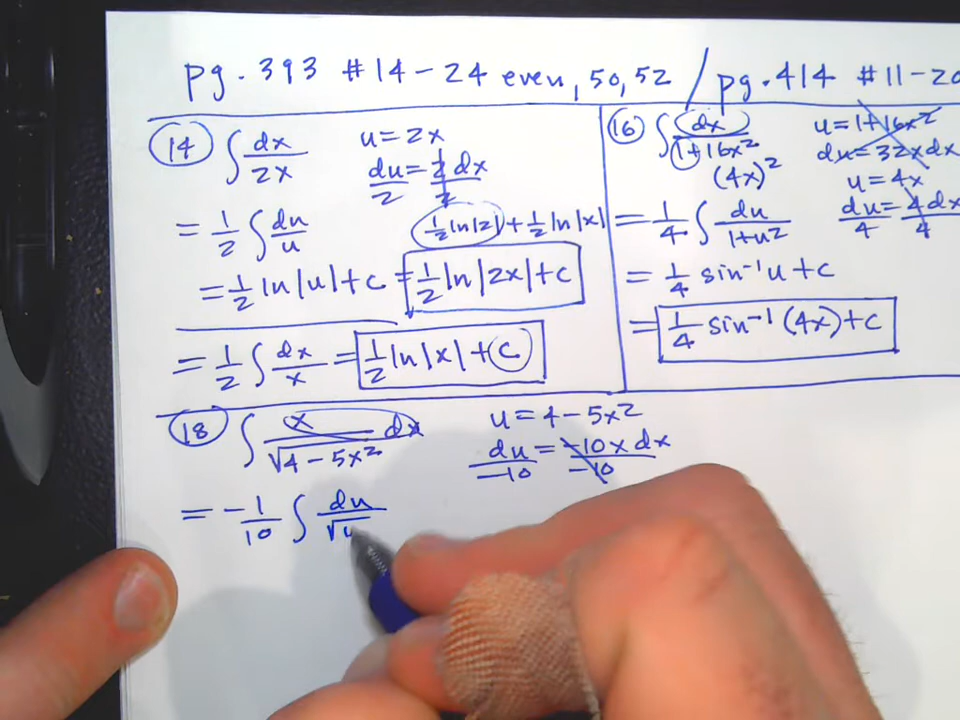 pg. 393 #14-24 even, 50, 52 / pg. 414 #11-20
(14) ∫ dx/2x u = 2x
du/2 = 2dx/2
= 1/2 ∫ du/u 1/2 ln|2| + 1/2 ln|x|
= 1/2 ln|u| + c = 1/2 ln|2x| + c
= 1/2 ∫ dx/x = 1/2 ln|x| + c
(16) ∫ dx/1+16x² u = 1+16x²
(4x)² du = 32xdx
u = 4x
= 1/4 ∫ du/1+u² du/4 = 4dx/4
= 1/4 sin⁻¹ u + c
= 1/4 sin⁻¹ (4x) + c
(18) ∫ x/√4-5x² dx u = 4-5x²
du/-10 = -10xdx/-10
= -1/10 ∫ du/√u